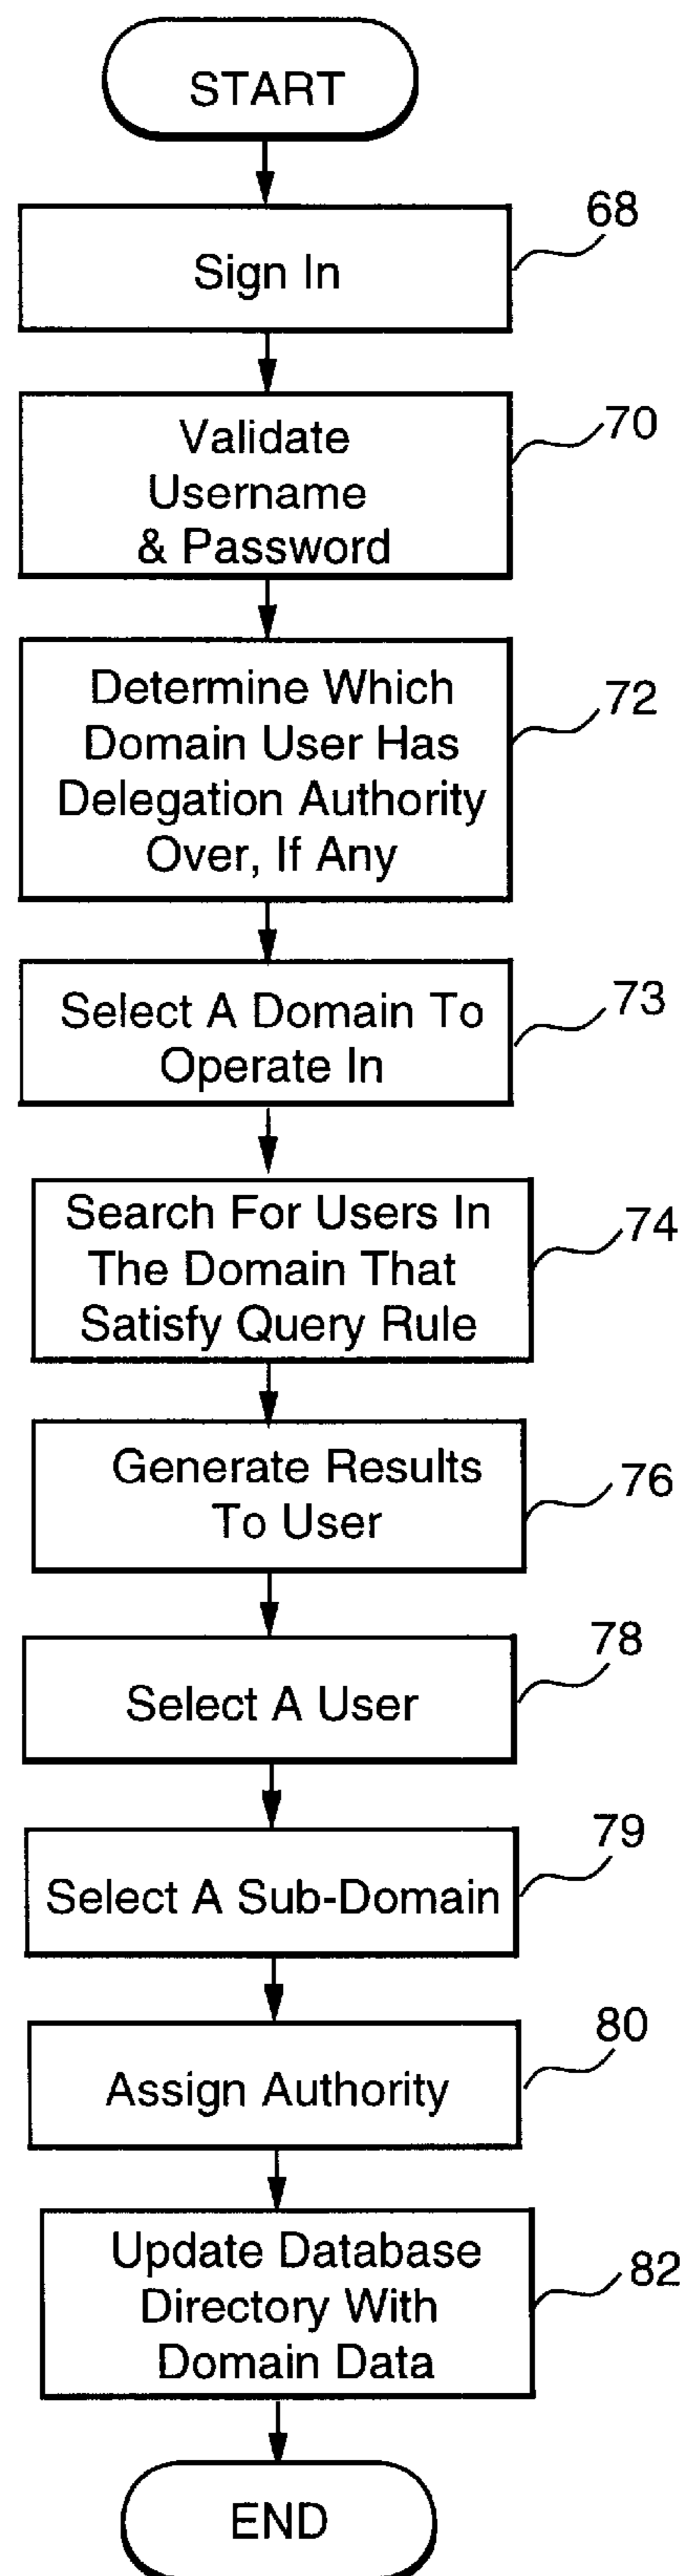 START
68
Sign In
70
Validate
Username
& Password
Determine Which
72
Domain User Has
Delegation Authority
Over, If Any
73
Select A Domain To
Operate In
Search For Users In
74
The Domain That
Satisfy Query Rule
Generate Results
76
To User
78
Select A User
79
Select A Sub-Domain
80
Assign Authority
Update Database
82
Directory With
Domain Data
END